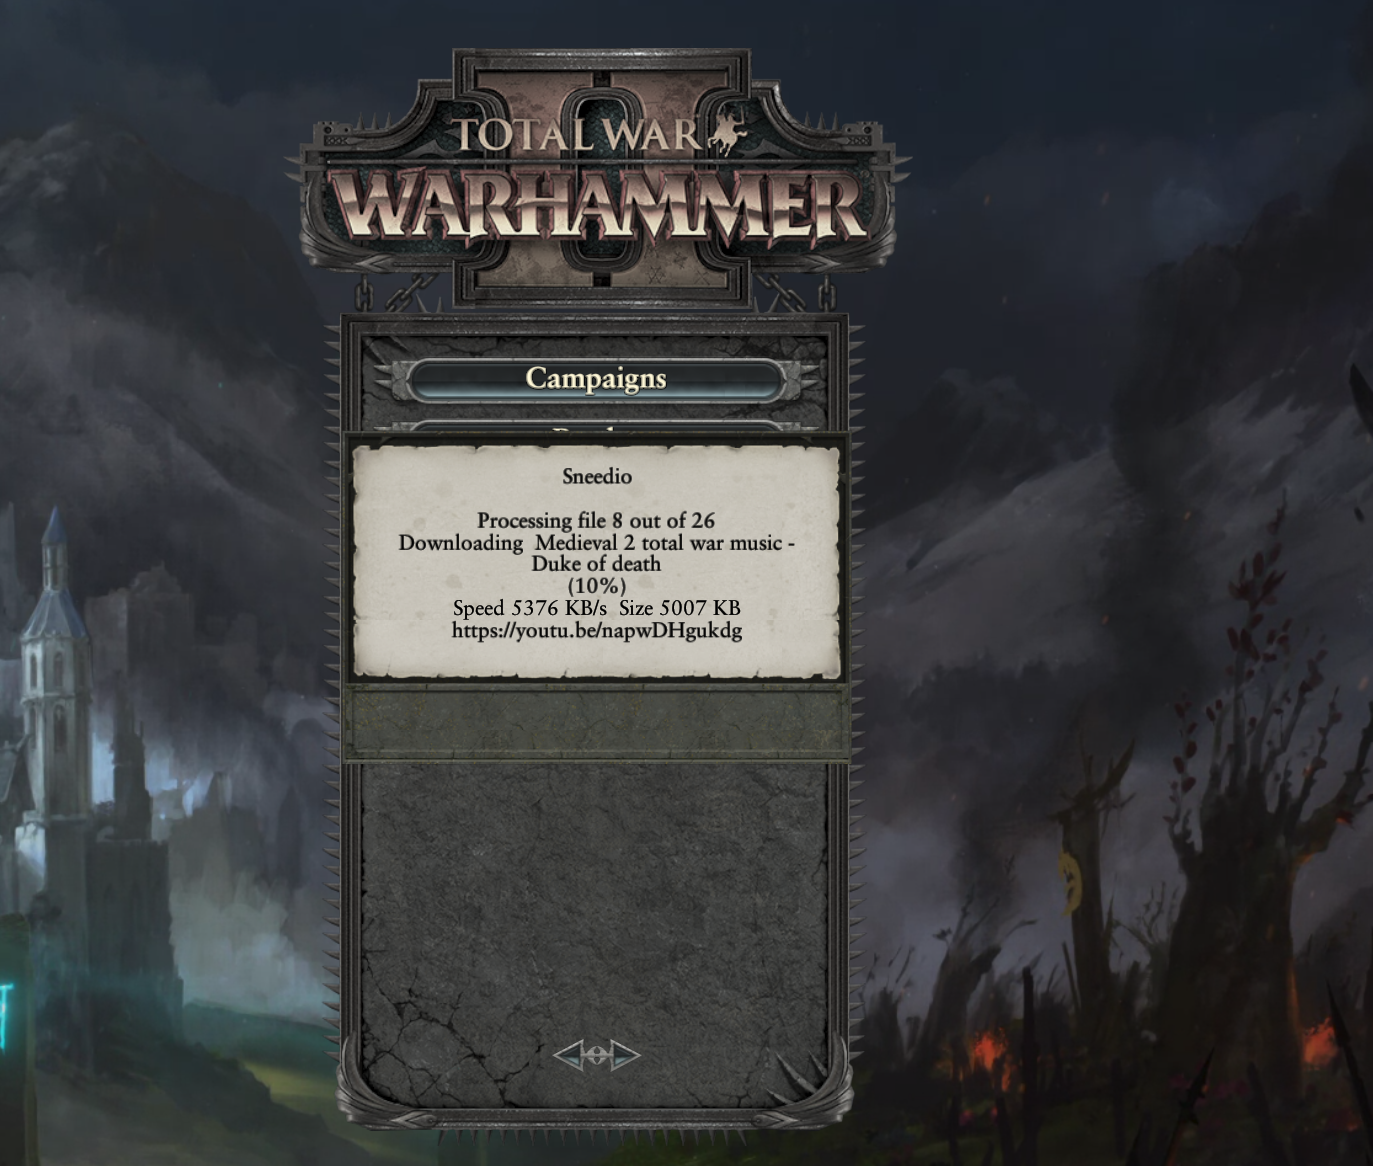 TOTAL WAR
WARHAMMER
II
Campaigns
Sneedio
Processing file 8 out of 26
Downloading  Medieval 2 total war music -
Duke of death
(10%)
Speed 5376 KB/s  Size 5007 KB
https://youtu.be/napwDHgukdg